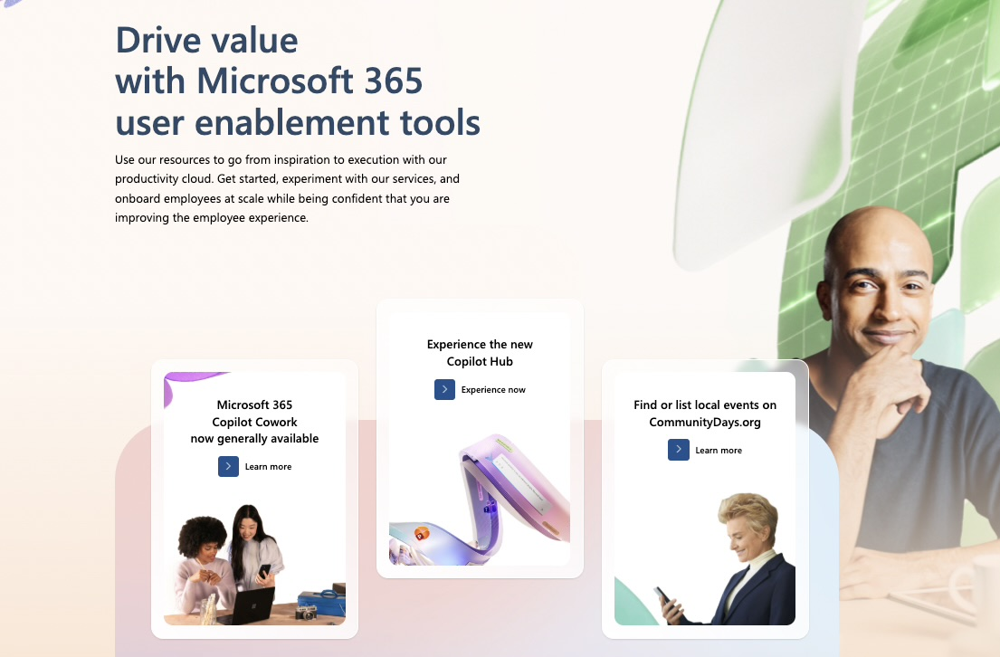 Drive value
with Microsoft 365
user enablement tools
Use our resources to go from inspiration to execution with our
productivity cloud. Get started, experiment with our services, and
onboard employees at scale while being confident that you are
improving the employee experience.
Microsoft 365
Copilot Cowork
now generally available
Learn more
Experience the new
Copilot Hub
Experience now
Find or list local events on
CommunityDays.org
Learn more